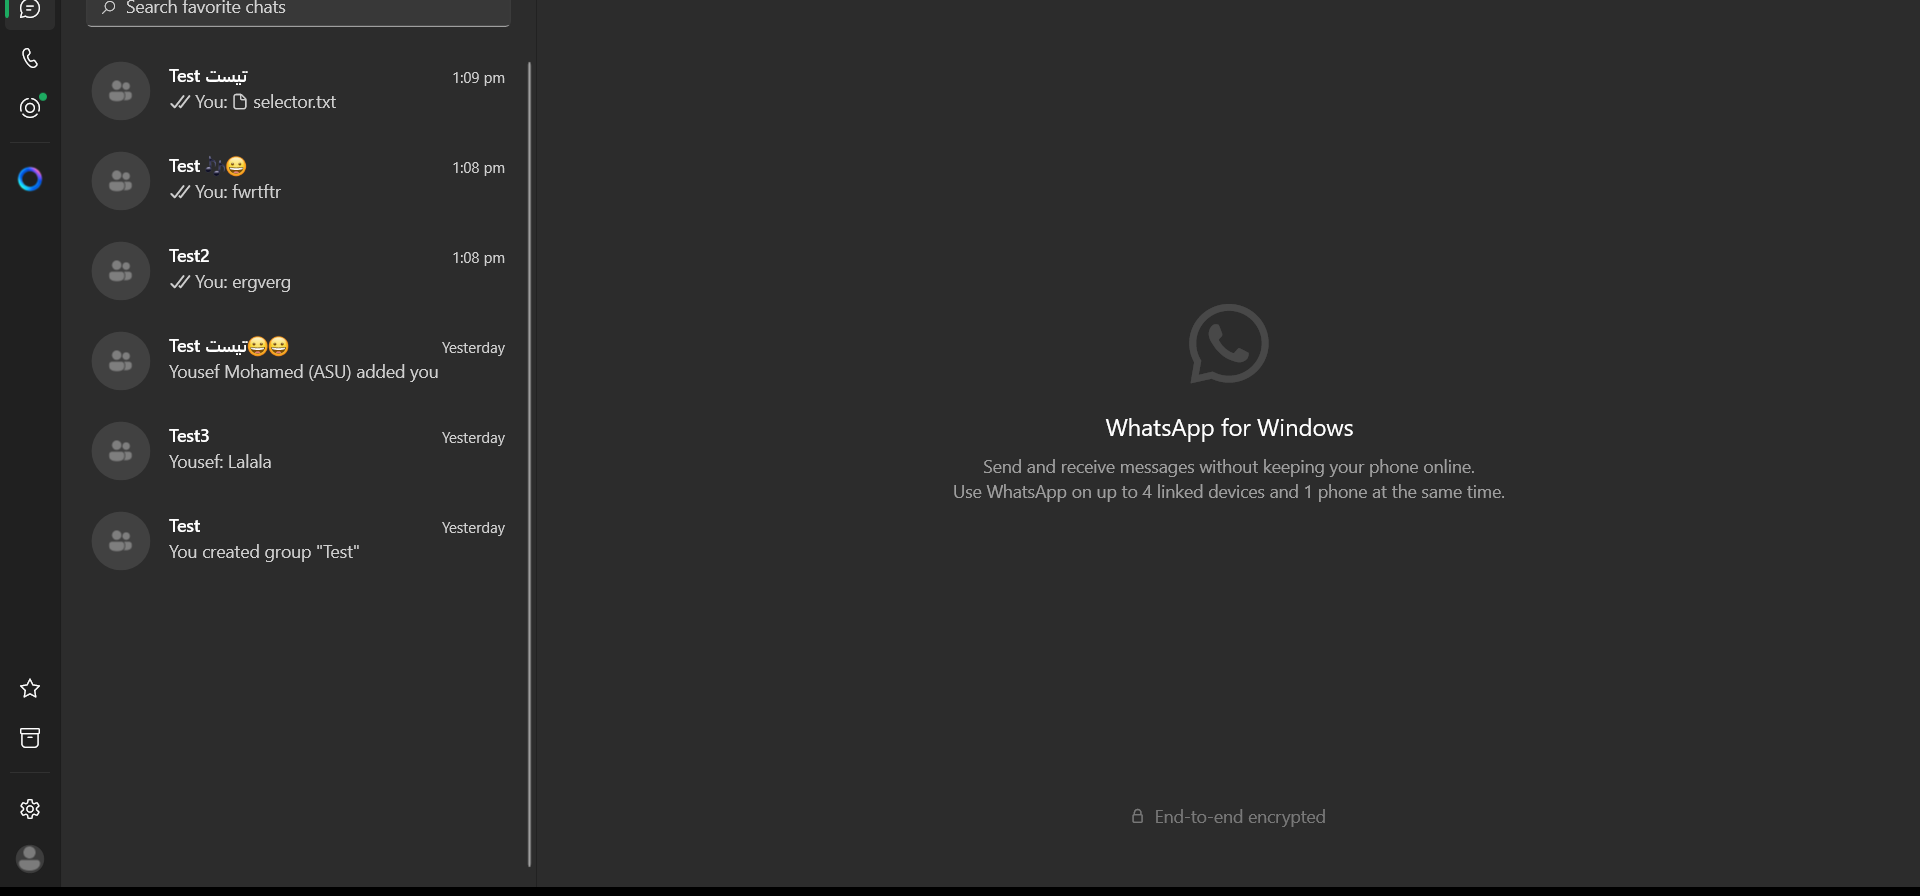 Search favorite chats
Test تيست
1:09 pm
You: selector.txt
Test 🎶😀
1:08 pm
You: fwrtftr
Test2
1:08 pm
You: ergverg
Test تيست😀😀
Yesterday
Yousef Mohamed (ASU) added you
Test3
Yesterday
Yousef: Lalala
Test
Yesterday
You created group "Test"
WhatsApp for Windows
Send and receive messages without keeping your phone online.
Use WhatsApp on up to 4 linked devices and 1 phone at the same time.
End-to-end encrypted